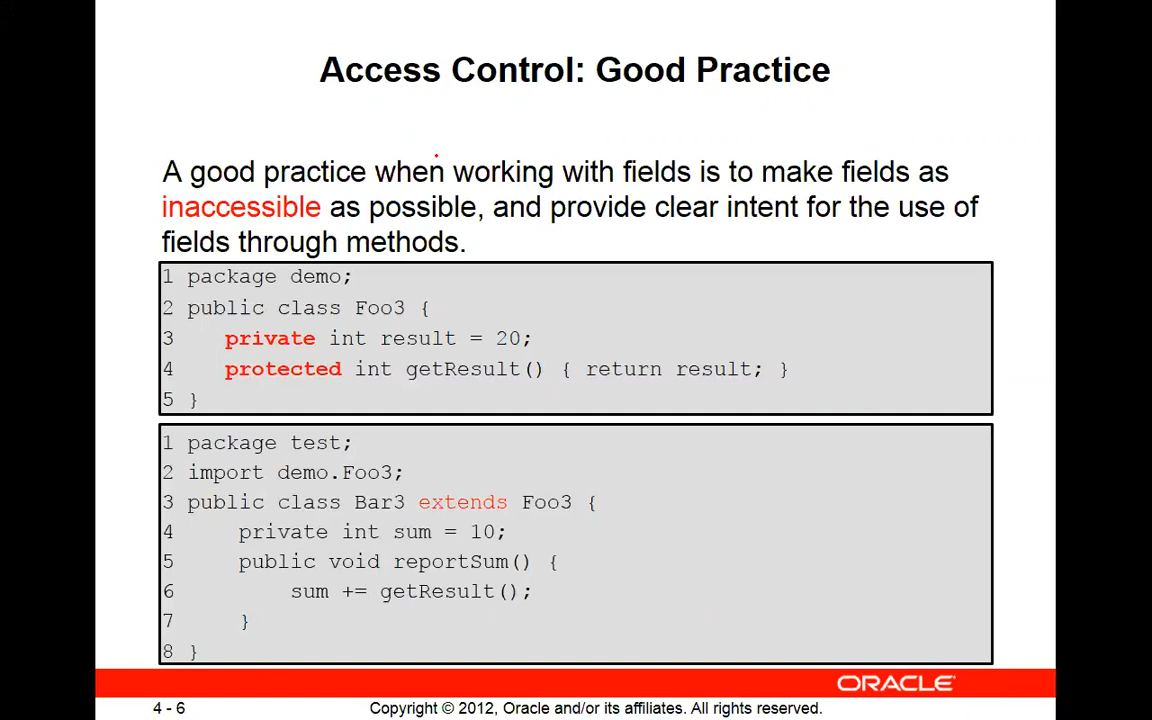 Access Control: Good Practice
A good practice when working with fields is to make fields as
inaccessible as possible, and provide clear intent for the use of
fields through methods.
1 package demo;
2 public class Foo3 {
3    private int result = 20;
4    protected int getResult() { return result; }
5 }
1 package test;
2 import demo.Foo3;
3 public class Bar3 extends Foo3 {
4     private int sum = 10;
5     public void reportSum() {
6         sum += getResult();
7     }
8 }
ORACLE
4 - 6 Copyright © 2012, Oracle and/or its affiliates. All rights reserved.